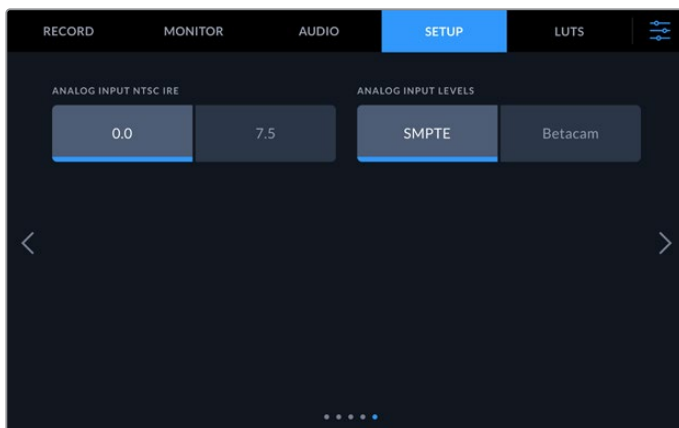 RECORD MONITOR AUDIO SETUP LUTS
ANALOG INPUT NTSC IRE ANALOG INPUT LEVELS
0.0 7.5 SMPTE Betacam